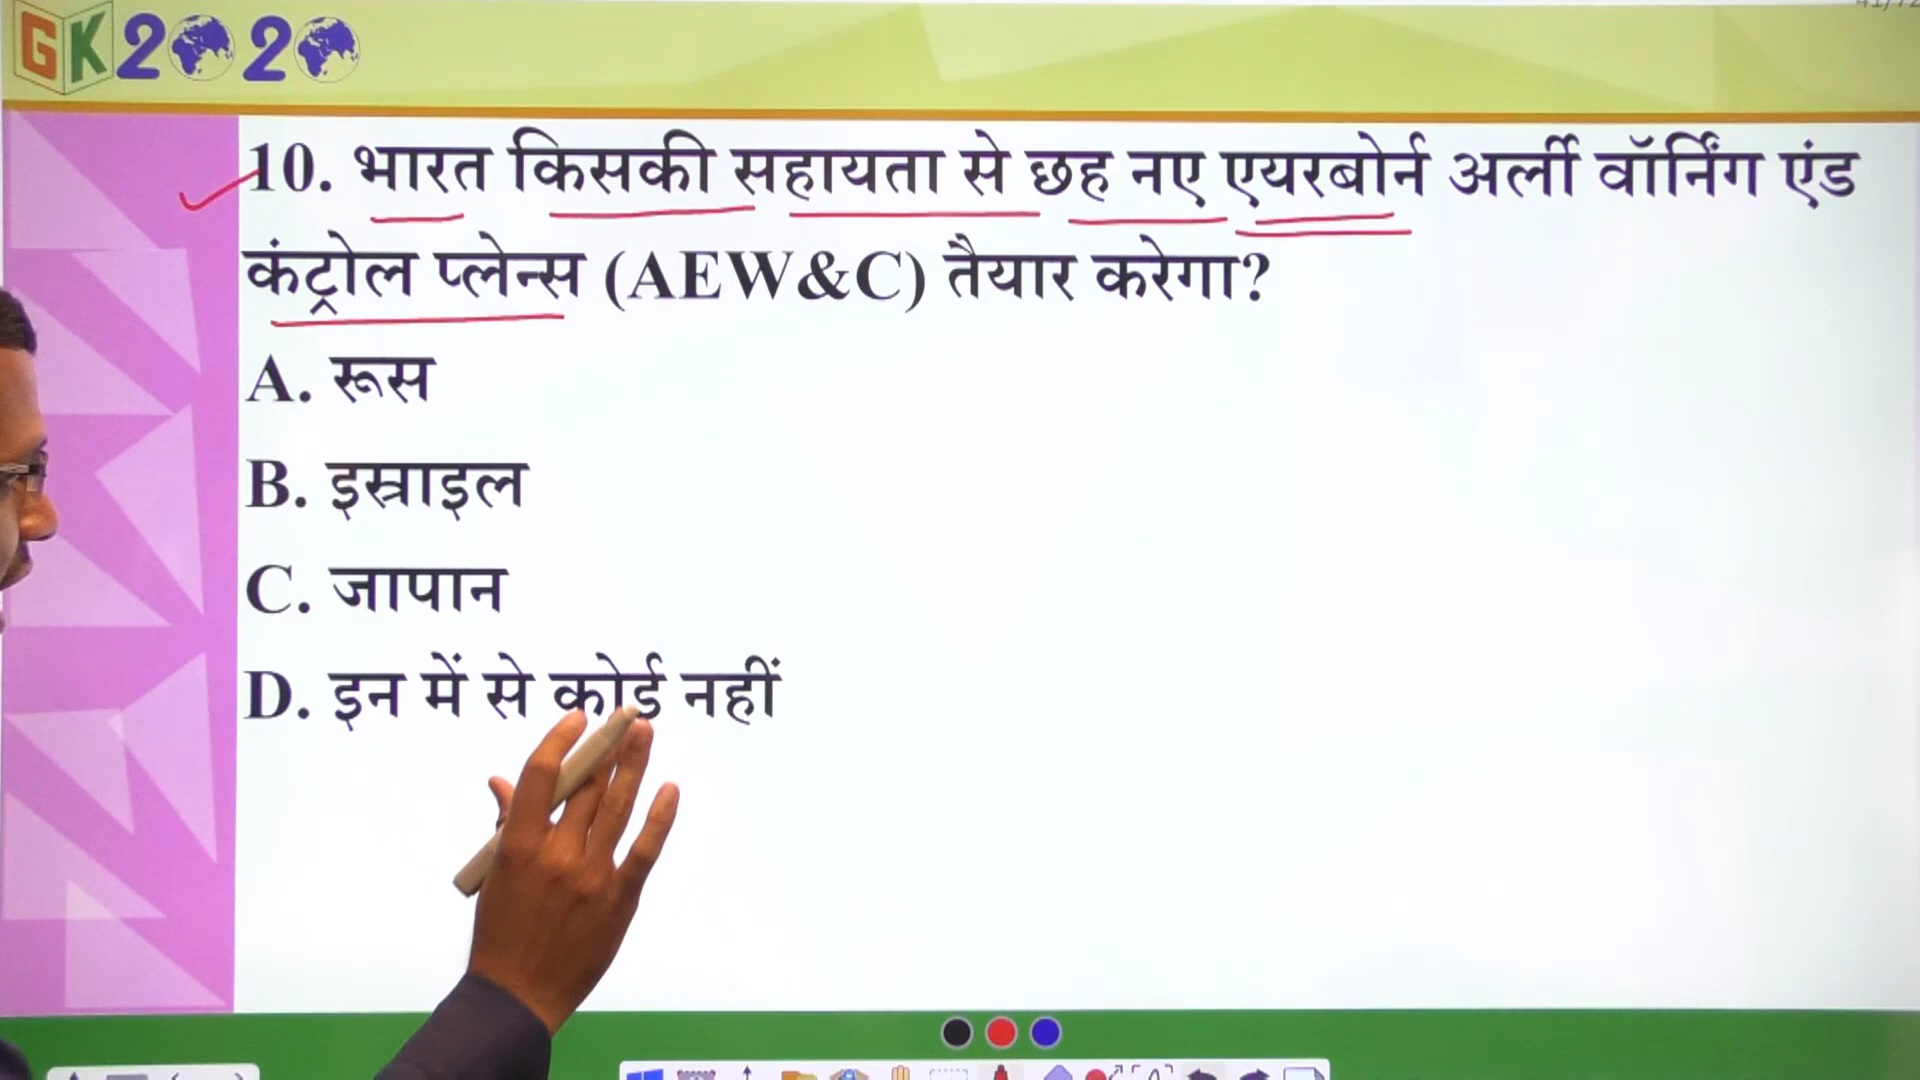 GK2020
10. भारत किसकी सहायता से छह नए एयरबोर्न अर्ली वॉर्निंग एंड
कंट्रोल प्लेन्स (AEW&C) तैयार करेगा?
A. रूस
B. इस्राइल
C. जापान
D. इन में से कोई नहीं